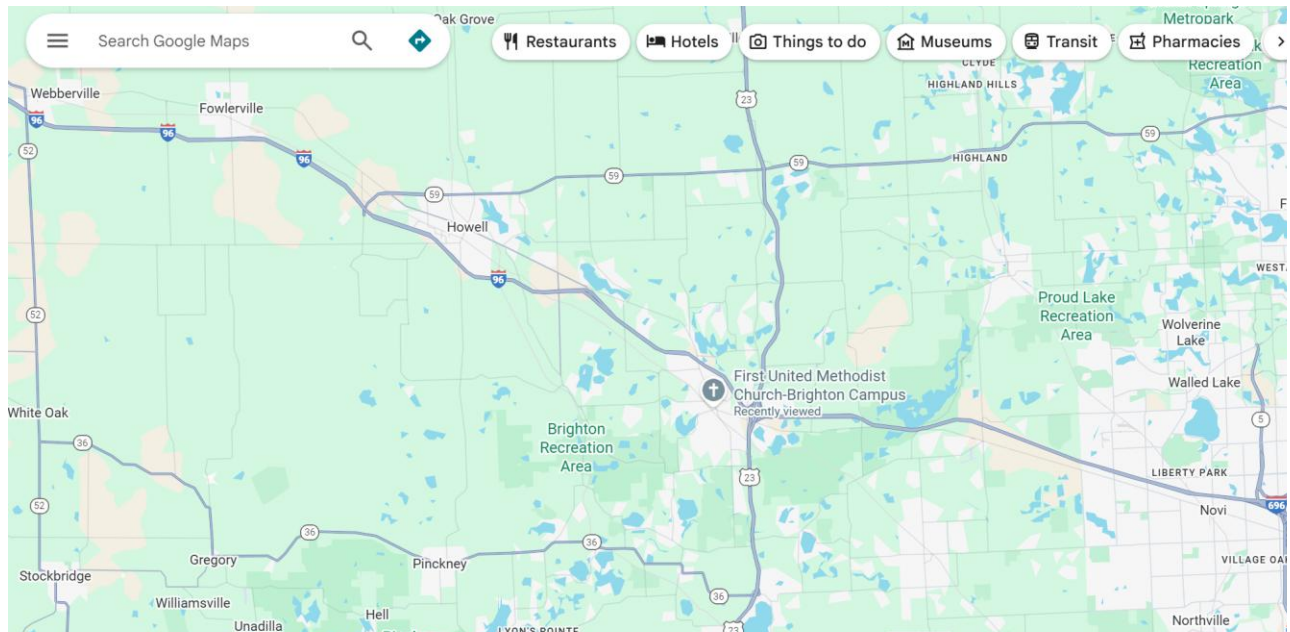 Search Google Maps
Restaurants
Hotels
Things to do
Museums
Transit
Pharmacies
Oak Grove
Metropark
Recreation
Area
CLYDE
HIGHLAND HILLS
Webberville
Fowlerville
23
96
96
59
52
96
59
HIGHLAND
59
59
Howell
96
52
Proud Lake
Recreation
Area
Wolverine
Lake
Walled Lake
First United Methodist
Church-Brighton Campus
Recently viewed
White Oak
36
Brighton
Recreation
Area
5
LIBERTY PARK
23
52
696
Novi
36
36
Gregory
Pinckney
Stockbridge
Williamsville
36
Hell
Unadilla
LYON'S POINTE
23
Northville